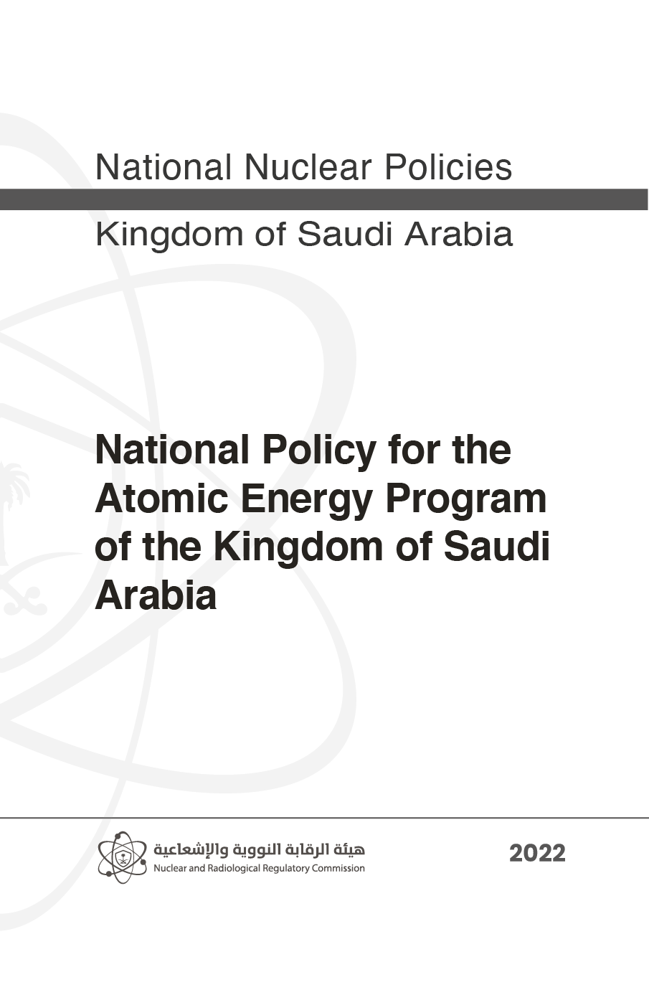 National Nuclear Policies
Kingdom of Saudi Arabia
National Policy for the
Atomic Energy Program
of the Kingdom of Saudi
Arabia
هيئة الرقابة النووية والإشعاعية
Nuclear and Radiological Regulatory Commission
2022